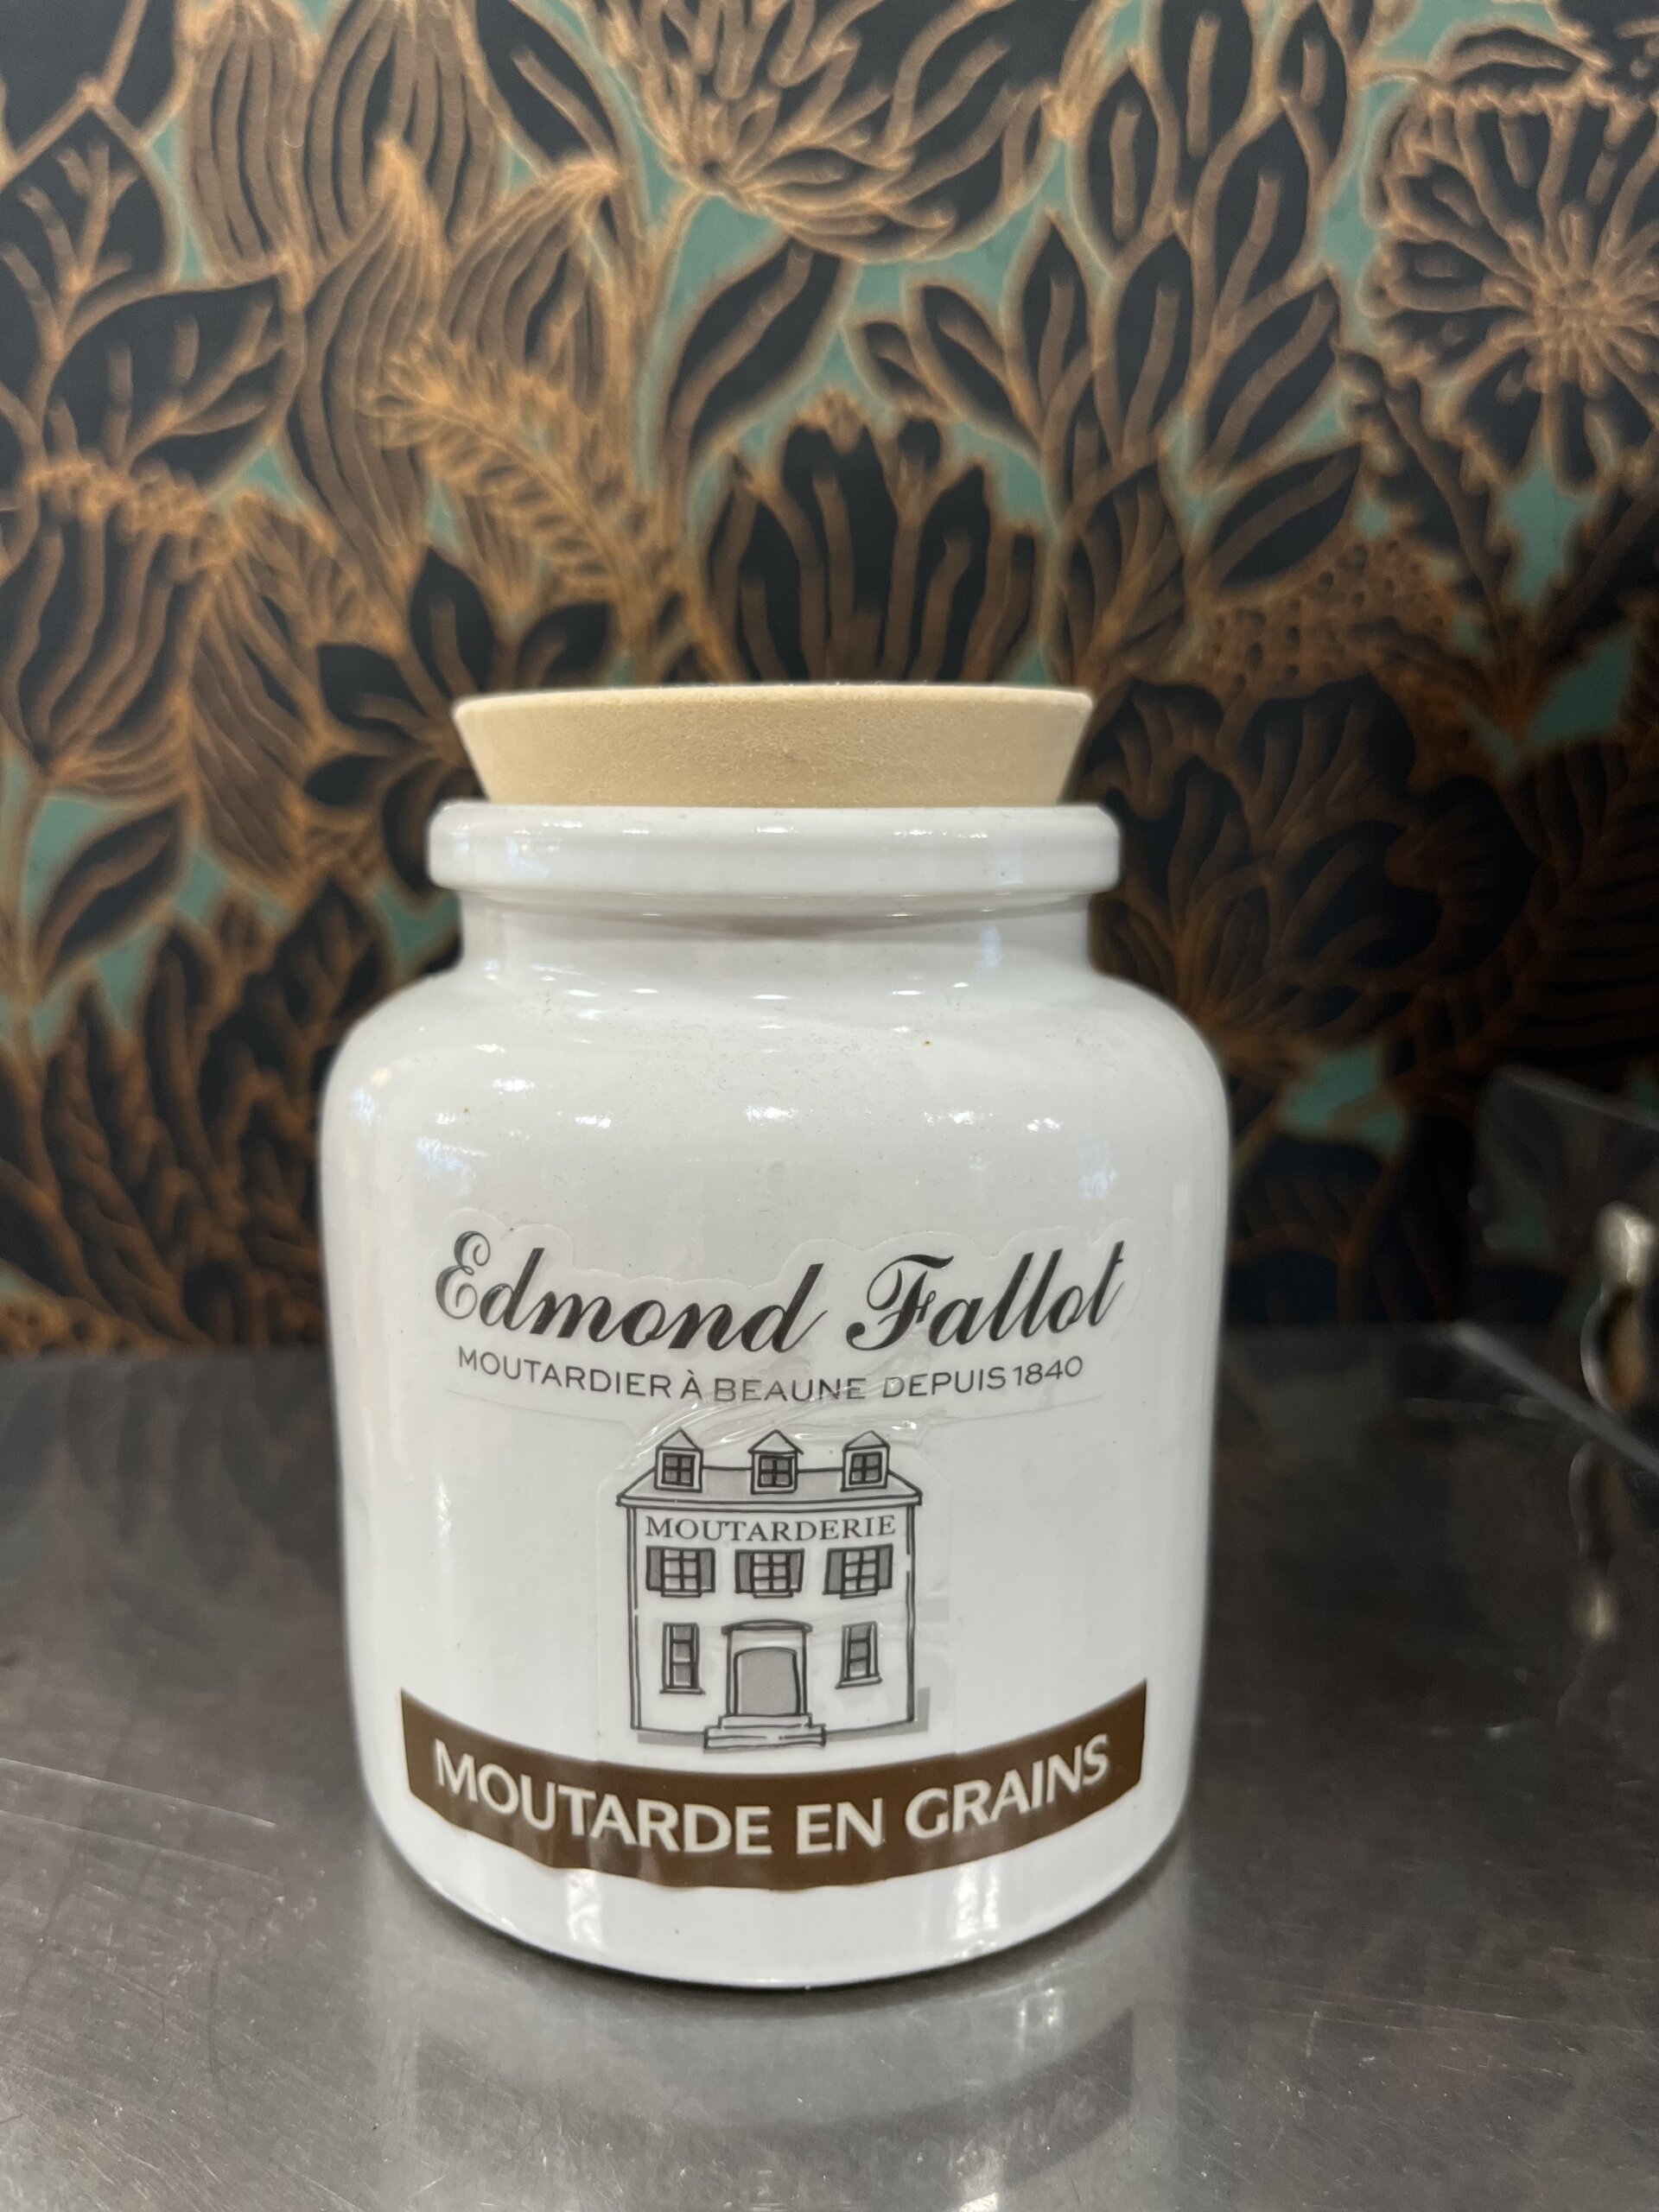 Edmond Fallot
MOUTARDIER À BEAUNE DEPUIS 1840
MOUTARDERIE
MOUTARDE EN GRAINS